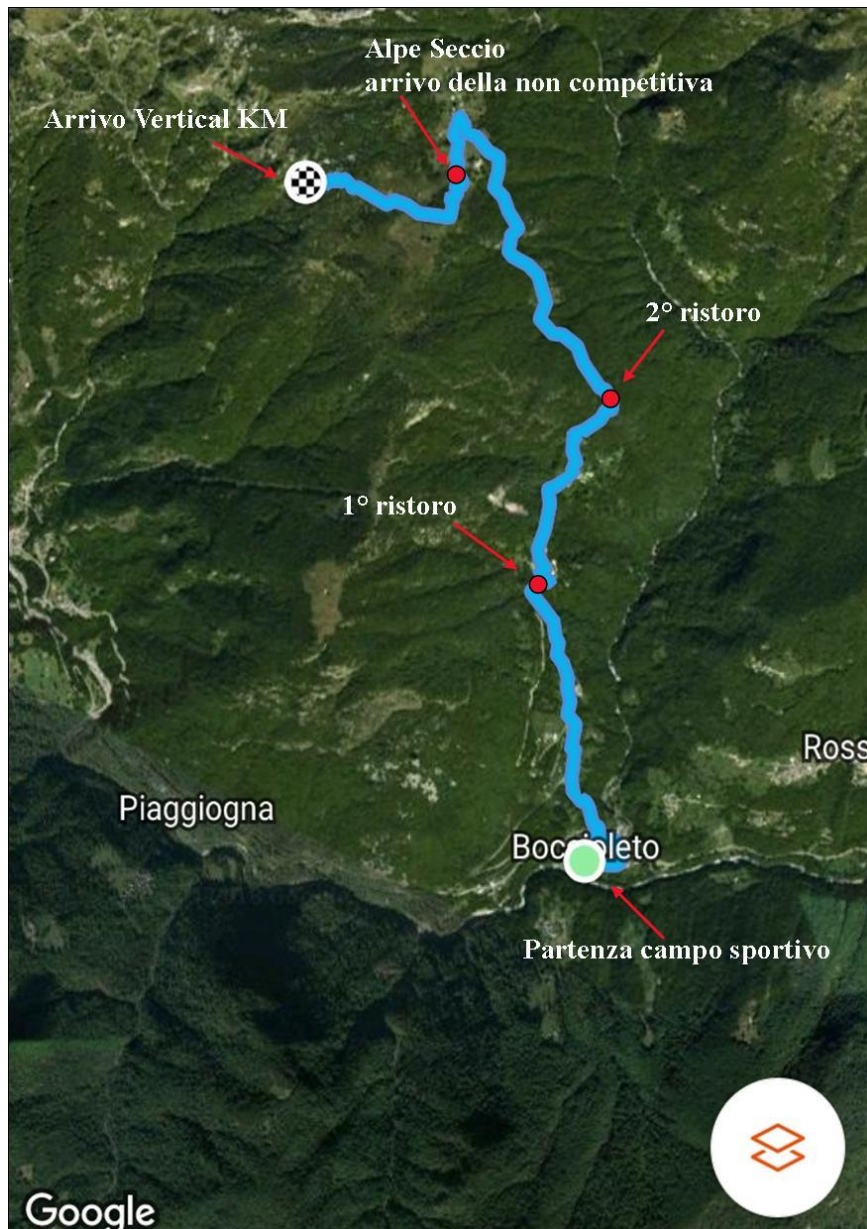 Alpe Seccio
arrivo della non competitiva
Arrivo Vertical KM
2° ristoro
1° ristoro
Ross
Piaggiogna
Boccioleto
Partenza campo sportivo
Google